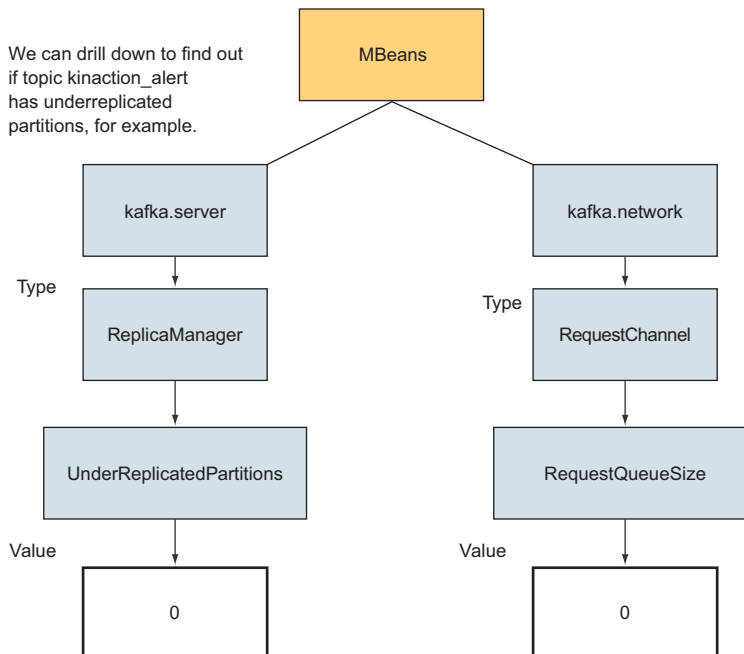 We can drill down to find out
if topic kinaction_alert
has underreplicated
partitions, for example.
MBeans
kafka.server
kafka.network
Type
Type
ReplicaManager
RequestChannel
UnderReplicatedPartitions
RequestQueueSize
Value
Value
0
0